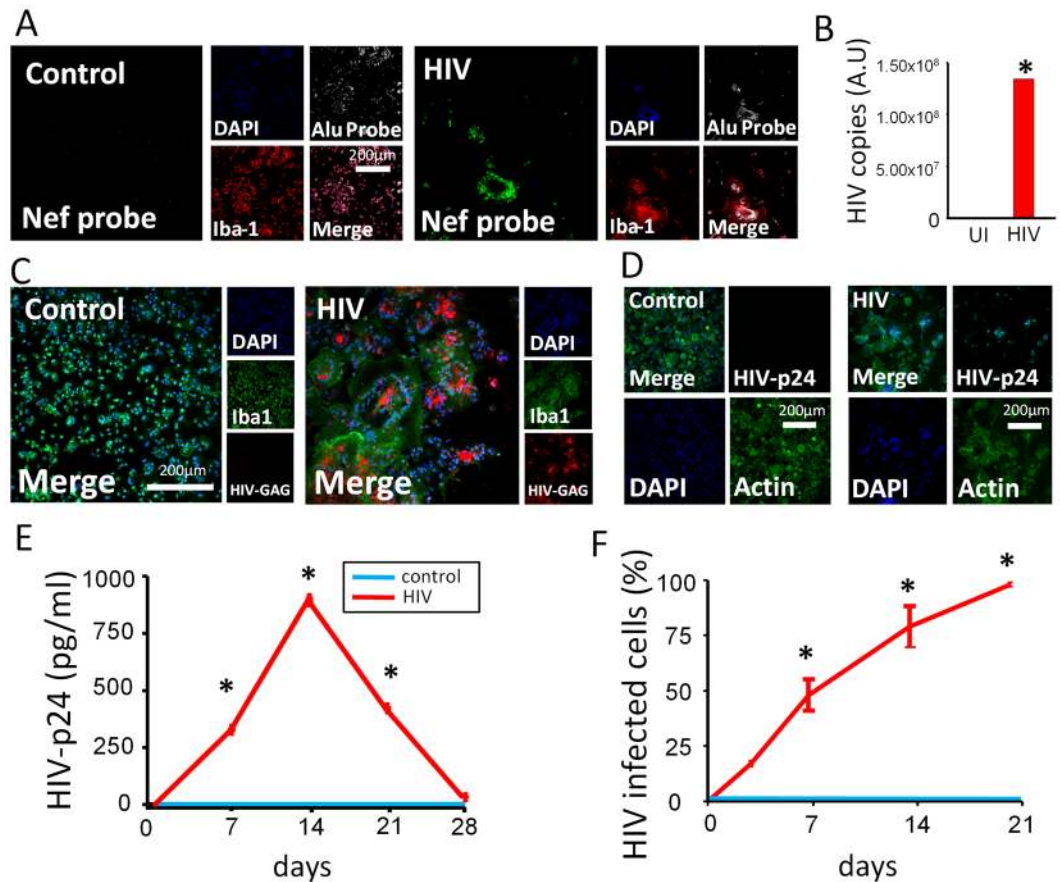 A
Control
Nef probe
DAPI
Alu Probe
200μm
Iba-1
Merge
HIV
Nef probe
DAPI
Alu Probe
Iba-1
Merge
B
HIV copies (A.U)
1.50x10⁸
1.00x10⁸
5.00x10⁷
0
UI
HIV
*
C
Control
Merge
200μm
DAPI
Iba1
HIV-GAG
HIV
Merge
DAPI
Iba1
HIV-GAG
D
Control
Merge
HIV-p24
DAPI
200μm
Actin
HIV
Merge
HIV-p24
DAPI
200μm
Actin
E
HIV-p24 (pg/ml)
1000
750
500
250
0
*
*
*
control
HIV
0 7 14 21 28
days
F
HIV infected cells (%)
100
75
50
25
0
*
*
*
0 7 14 21
days